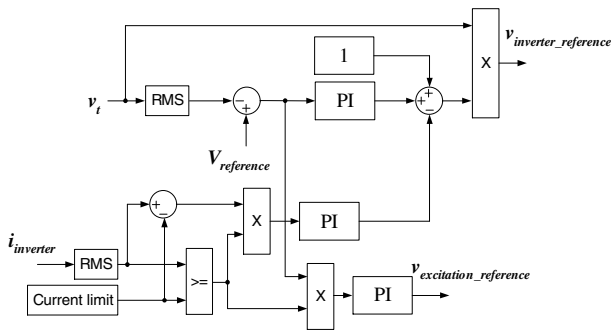 v_inverter_reference
1
X
v_t
RMS
− +
PI
+ + −
V_reference
+ −
X
PI
i_inverter
RMS
>=
v_excitation_reference
Current limit
X
PI